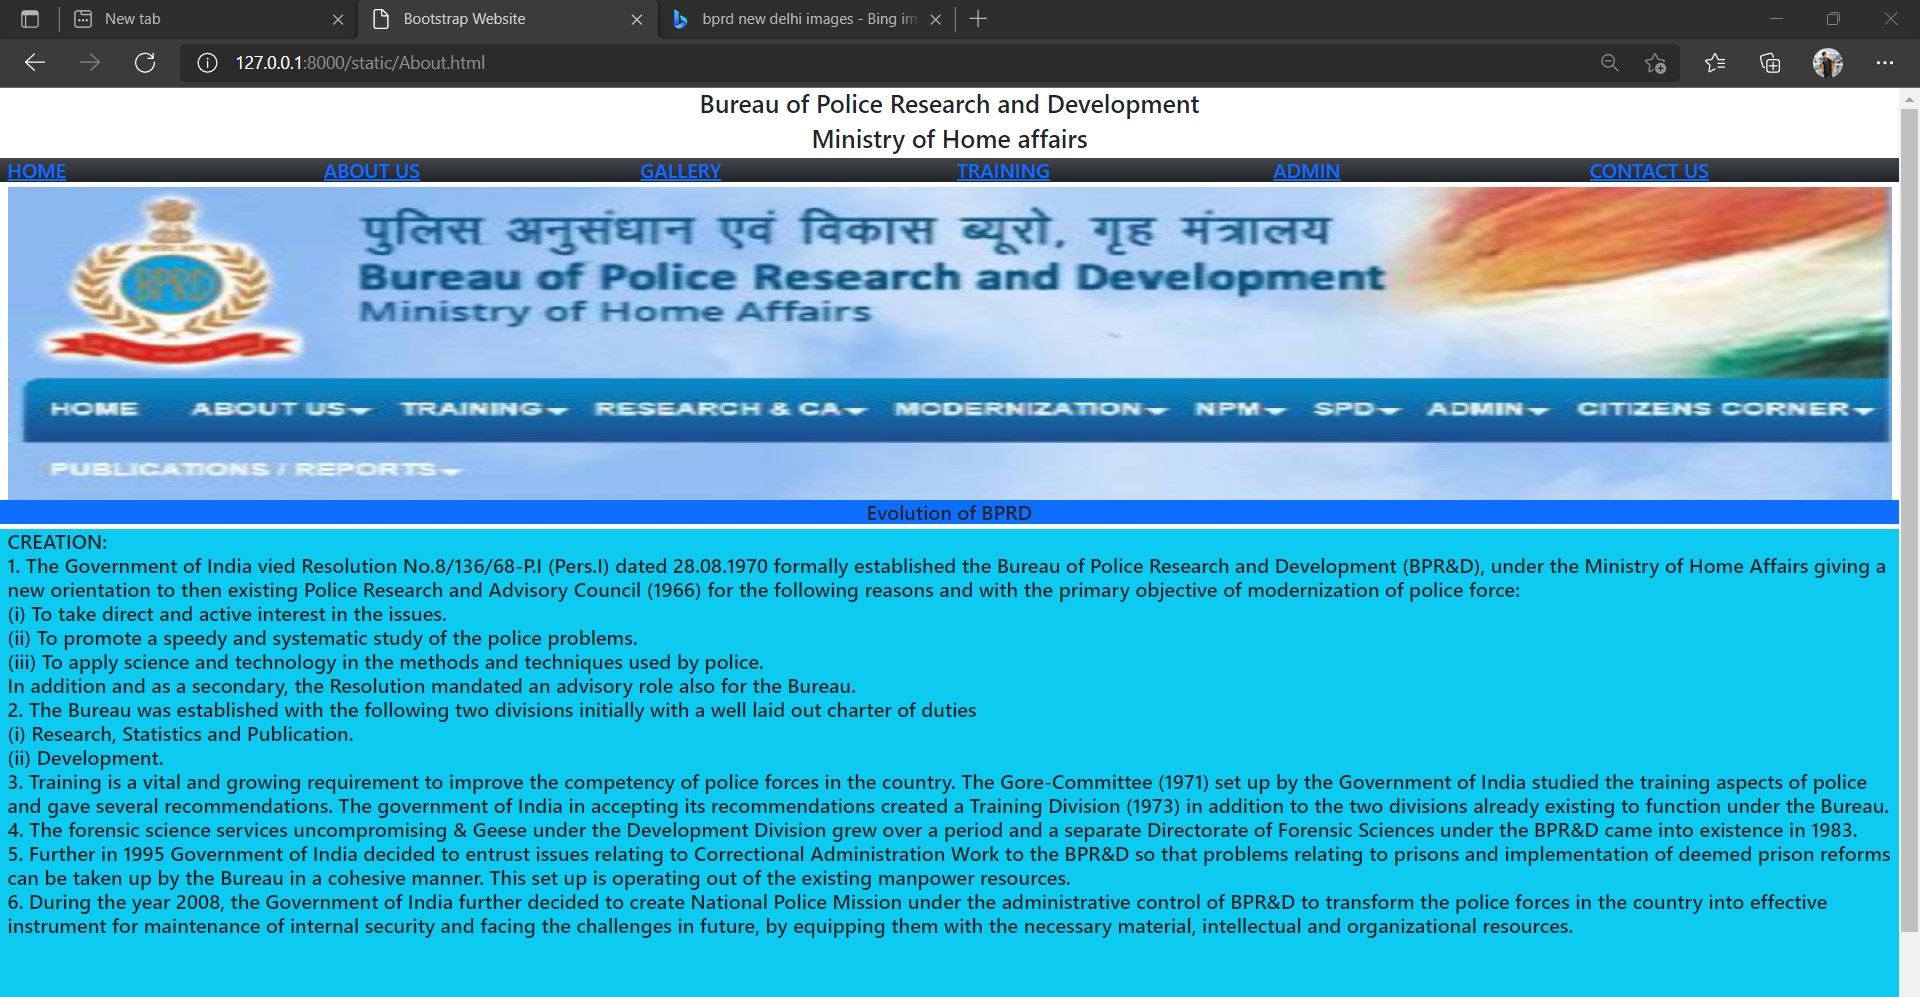 New tab
Bootstrap Website
bprd new delhi images - Bing im
127.0.0.1:8000/static/About.html
Bureau of Police Research and Development
Ministry of Home affairs
HOME ABOUT US GALLERY TRAINING ADMIN CONTACT US
पुलिस अनुसंधान एवं विकास ब्यूरो, गृह मंत्रालय
Bureau of Police Research and Development
Ministry of Home Affairs
BPRD
HOME ABOUT US TRAINING RESEARCH & CA MODERNIZATION NPM SPD ADMIN CITIZENS CORNER
PUBLICATIONS / REPORTS
Evolution of BPRD
CREATION:
1. The Government of India vied Resolution No.8/136/68-P.I (Pers.I) dated 28.08.1970 formally established the Bureau of Police Research and Development (BPR&D), under the Ministry of Home Affairs giving a
new orientation to then existing Police Research and Advisory Council (1966) for the following reasons and with the primary objective of modernization of police force:
(i) To take direct and active interest in the issues.
(ii) To promote a speedy and systematic study of the police problems.
(iii) To apply science and technology in the methods and techniques used by police.
In addition and as a secondary, the Resolution mandated an advisory role also for the Bureau.
2. The Bureau was established with the following two divisions initially with a well laid out charter of duties
(i) Research, Statistics and Publication.
(ii) Development.
3. Training is a vital and growing requirement to improve the competency of police forces in the country. The Gore-Committee (1971) set up by the Government of India studied the training aspects of police
and gave several recommendations. The government of India in accepting its recommendations created a Training Division (1973) in addition to the two divisions already existing to function under the Bureau.
4. The forensic science services uncompromising & Geese under the Development Division grew over a period and a separate Directorate of Forensic Sciences under the BPR&D came into existence in 1983.
5. Further in 1995 Government of India decided to entrust issues relating to Correctional Administration Work to the BPR&D so that problems relating to prisons and implementation of deemed prison reforms
can be taken up by the Bureau in a cohesive manner. This set up is operating out of the existing manpower resources.
6. During the year 2008, the Government of India further decided to create National Police Mission under the administrative control of BPR&D to transform the police forces in the country into effective
instrument for maintenance of internal security and facing the challenges in future, by equipping them with the necessary material, intellectual and organizational resources.